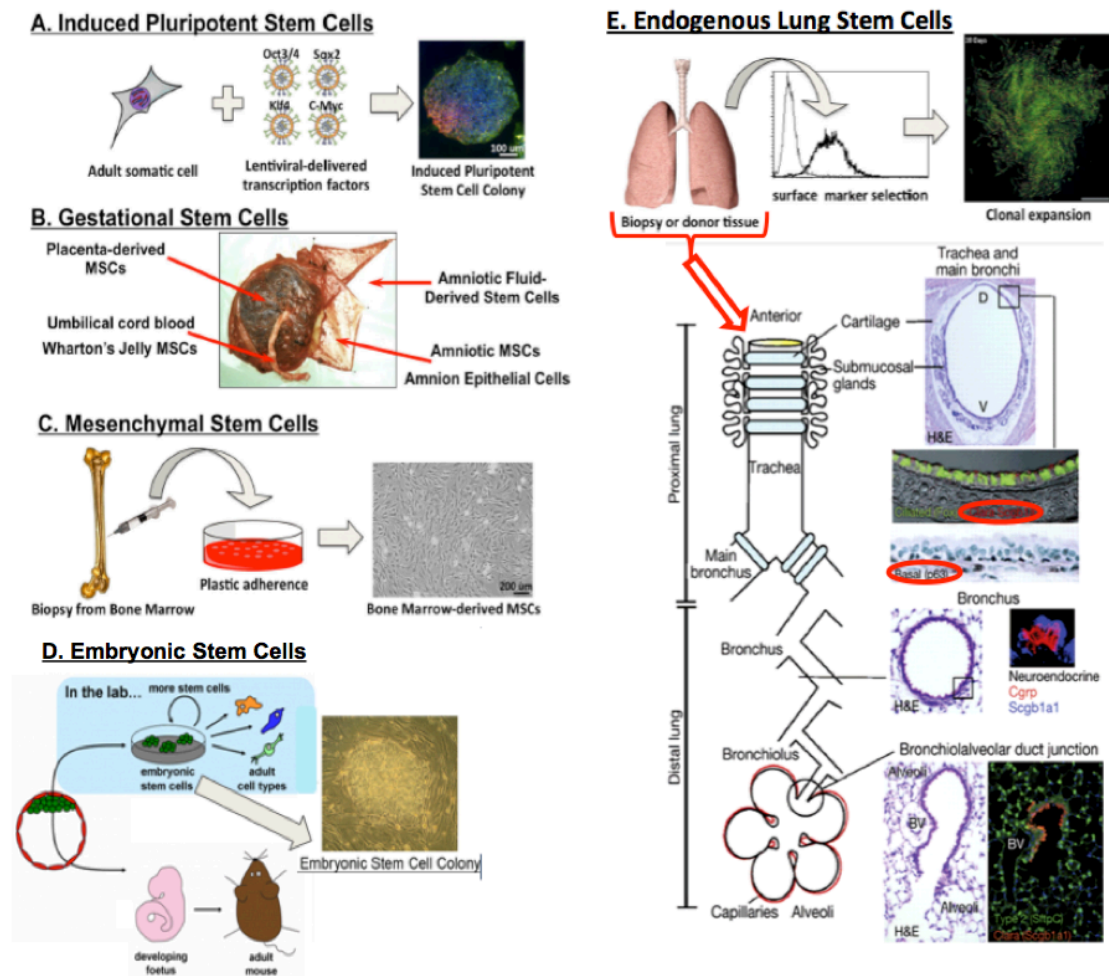 A. Induced Pluripotent Stem Cells
Oct3/4
Sox2
Klf4
C-Myc
100 um
Adult somatic cell
Lentiviral-delivered
transcription factors
Induced Pluripotent
Stem Cell Colony
B. Gestational Stem Cells
Placenta-derived
MSCs
Umbilical cord blood
Wharton's Jelly MSCs
Amniotic Fluid-
Derived Stem Cells
Amniotic MSCs
Amnion Epithelial Cells
C. Mesenchymal Stem Cells
Plastic adherence
200 um
Biopsy from Bone Marrow
Bone Marrow-derived MSCs
D. Embryonic Stem Cells
In the lab...
more stem cells
embryonic
stem cells
adult
cell types
Embryonic Stem Cell Colony
developing
foetus
adult
mouse
E. Endogenous Lung Stem Cells
surface marker selection
Biopsy or donor tissue
Clonal expansion
Trachea and
main bronchi
D
V
H&E
Anterior
Cartilage
Submucosal
glands
Proximal lung
Trachea
Main
bronchus
Basal (p63)
Bronchus
Bronchus
H&E
Neuroendocrine
Cgrp
Scgb1a1
Distal lung
Bronchiolus
Bronchiolalveolar duct junction
Capillaries
Alveoli
Alveoli
BV
Alveoli
H&E
BV
Type 2 (SftpC)
Clara (Scgb1a1)